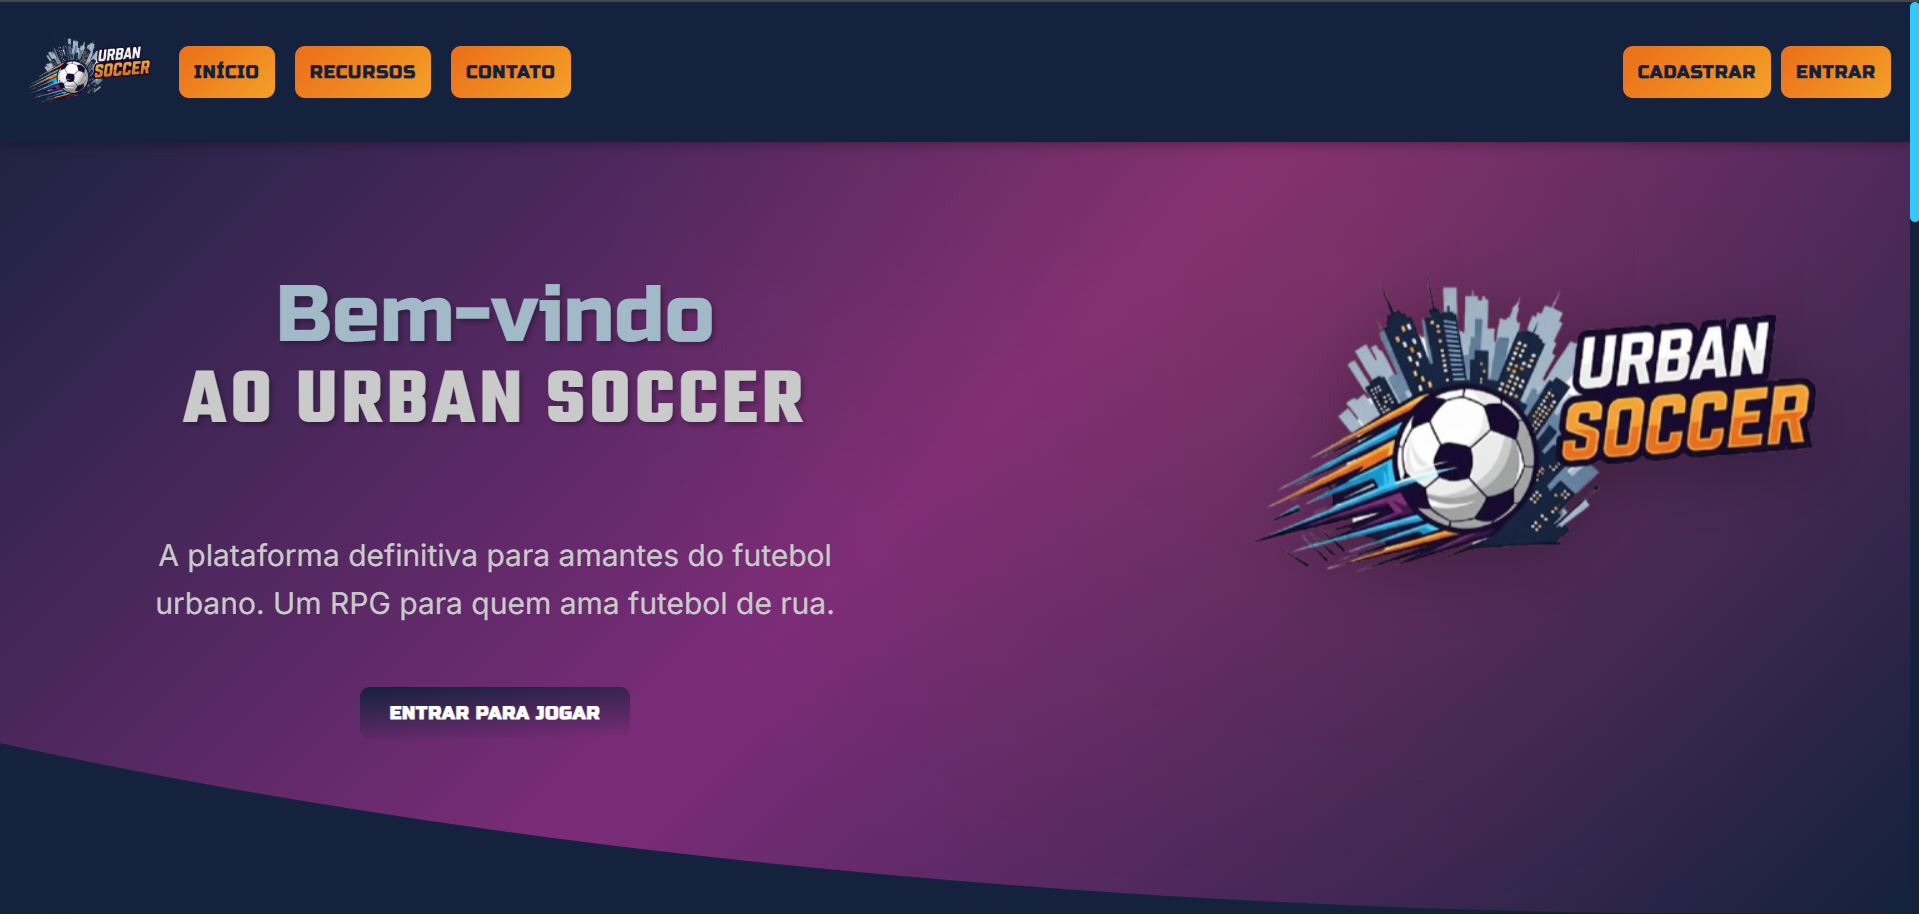 URBAN
SOCCER
INÍCIO
RECURSOS
CONTATO
CADASTRAR
ENTRAR
Bem-vindo
AO URBAN SOCCER
A plataforma definitiva para amantes do futebol
urbano. Um RPG para quem ama futebol de rua.
ENTRAR PARA JOGAR
URBAN
SOCCER